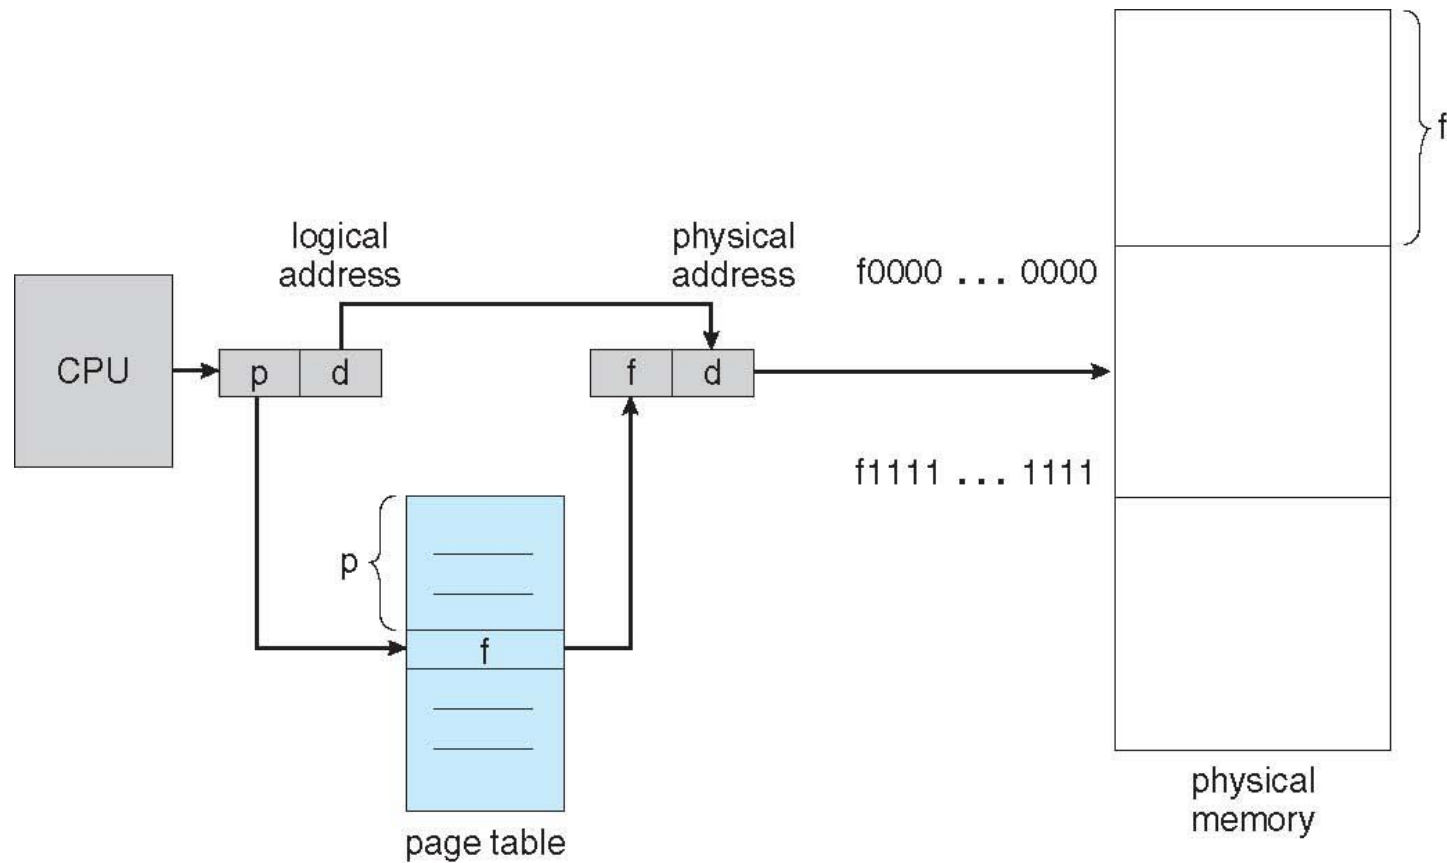 f
logical
address
physical
address
f0000 ... 0000
CPU
p
d
f
d
f1111 ... 1111
p
f
page table
physical
memory